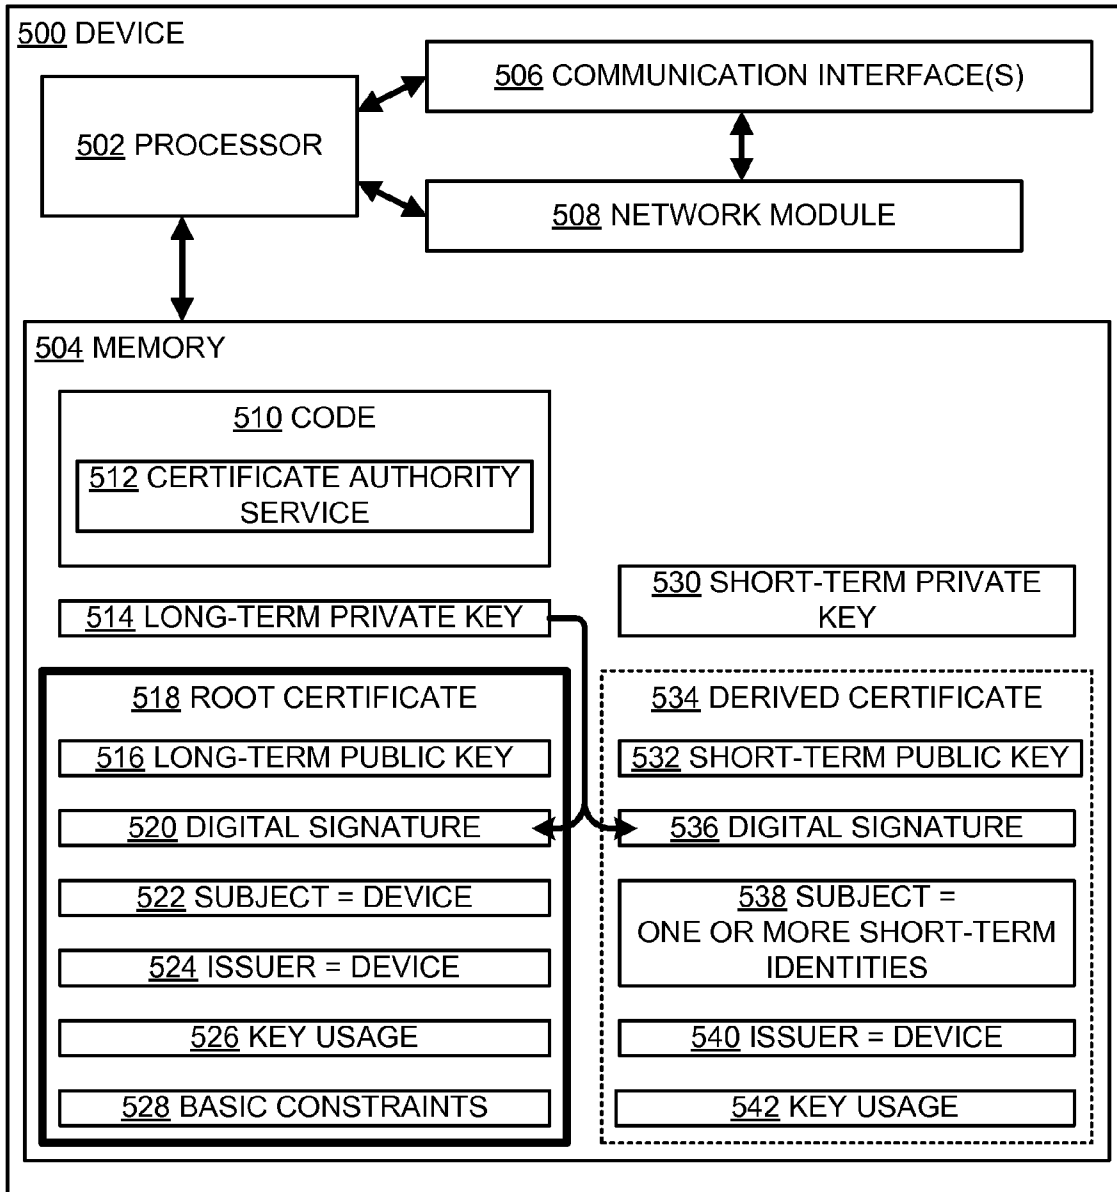 500 DEVICE
506 COMMUNICATION INTERFACE(S)
502 PROCESSOR
508 NETWORK MODULE
504 MEMORY
510 CODE
512 CERTIFICATE AUTHORITY
SERVICE
514 LONG-TERM PRIVATE KEY
530 SHORT-TERM PRIVATE
KEY
518 ROOT CERTIFICATE
516 LONG-TERM PUBLIC KEY
520 DIGITAL SIGNATURE
522 SUBJECT = DEVICE
524 ISSUER = DEVICE
526 KEY USAGE
528 BASIC CONSTRAINTS
534 DERIVED CERTIFICATE
532 SHORT-TERM PUBLIC KEY
536 DIGITAL SIGNATURE
538 SUBJECT =
ONE OR MORE SHORT-TERM
IDENTITIES
540 ISSUER = DEVICE
542 KEY USAGE